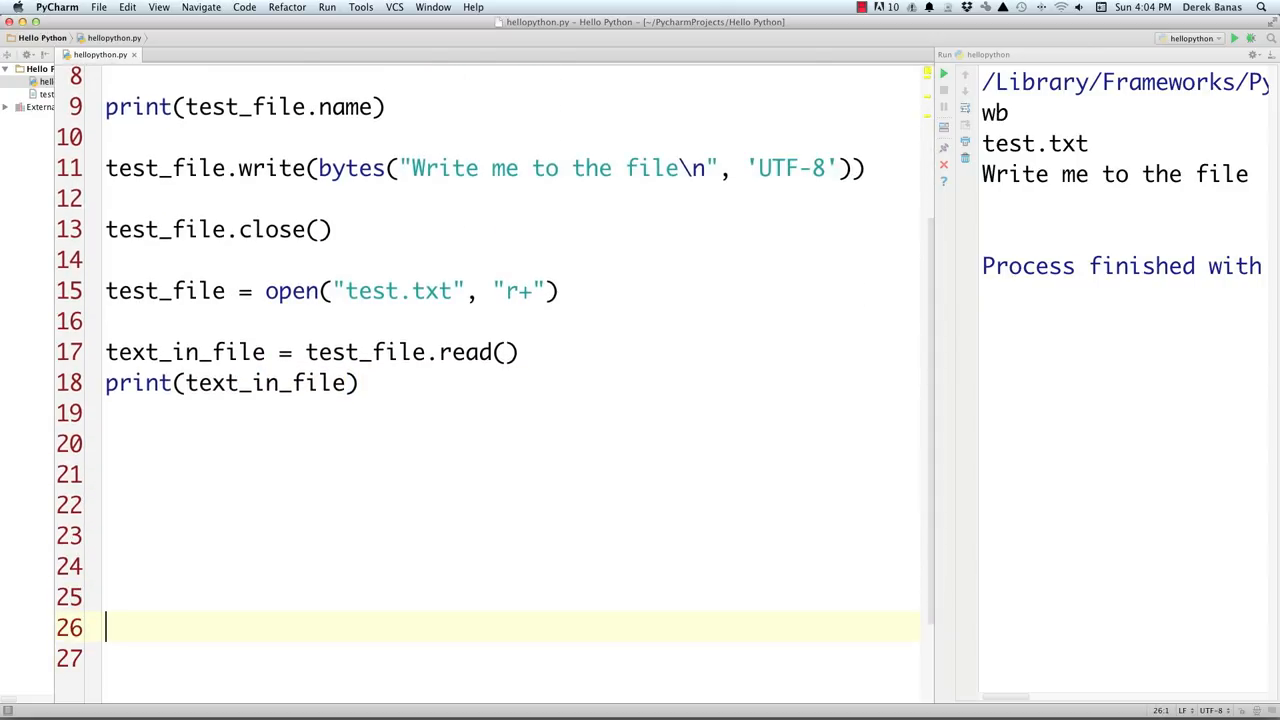 PyCharm File Edit View Navigate Code Refactor Run Tools VCS Window Help 10 Sun 4:04 PM Derek Banas
hellopython.py – Hello Python – [~/PycharmProjects/Hello Python]
Hello Python hellopython.py hellopython
hellopython.py × Run hellopython
Hello P
hell
test
Externa
8
9 print(test_file.name)
10
11 test_file.write(bytes("Write me to the file\n", 'UTF-8'))
12
13 test_file.close()
14
15 test_file = open("test.txt", "r+")
16
17 text_in_file = test_file.read()
18 print(text_in_file)
19
20
21
22
23
24
25
26
27
/Library/Frameworks/Py
wb
test.txt
Write me to the file
Process finished with
26:1 LF UTF-8